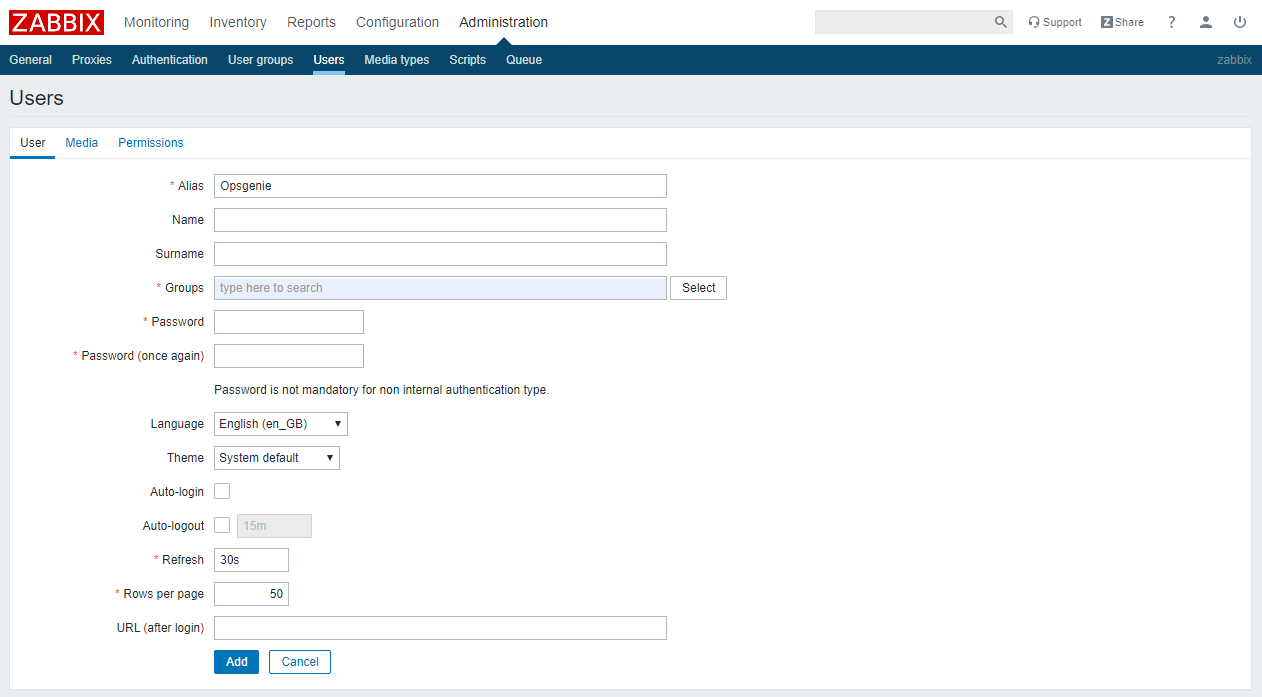 ZABBIX Monitoring Inventory Reports Configuration Administration Support Z Share ?
General Proxies Authentication User groups Users Media types Scripts Queue zabbix
Users
User Media Permissions
* Alias Opsgenie
Name
Surname
* Groups type here to search Select
* Password
* Password (once again)
Password is not mandatory for non internal authentication type.
Language English (en_GB)
Theme System default
Auto-login
Auto-logout 15m
* Refresh 30s
* Rows per page 50
URL (after login)
Add Cancel